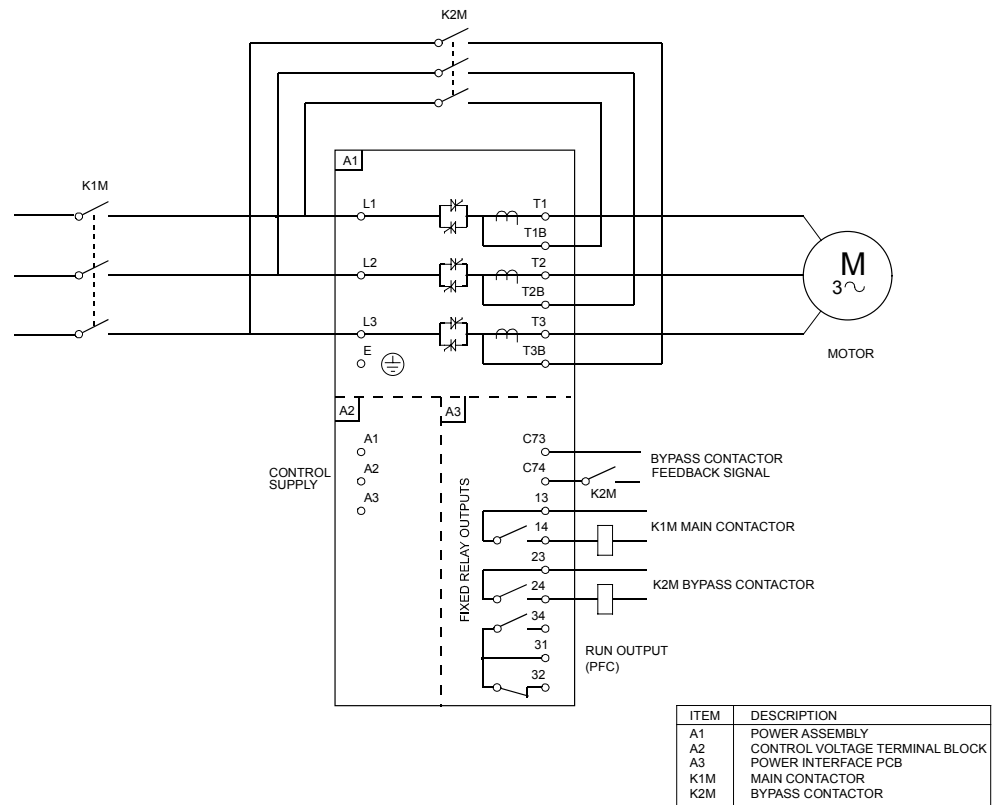 K2M
A1
K1M
L1
T1
T1B
L2
T2
T2B
L3
T3
T3B
E
M
3~
MOTOR
A2
A3
A1
A2
A3
CONTROL
SUPPLY
FIXED RELAY OUTPUTS
C73
C74
BYPASS CONTACTOR
FEEDBACK SIGNAL
K2M
13
14
K1M MAIN CONTACTOR
23
24
K2M BYPASS CONTACTOR
34
31
32
RUN OUTPUT
(PFC)
ITEM DESCRIPTION
A1 POWER ASSEMBLY
A2 CONTROL VOLTAGE TERMINAL BLOCK
A3 POWER INTERFACE PCB
K1M MAIN CONTACTOR
K2M BYPASS CONTACTOR